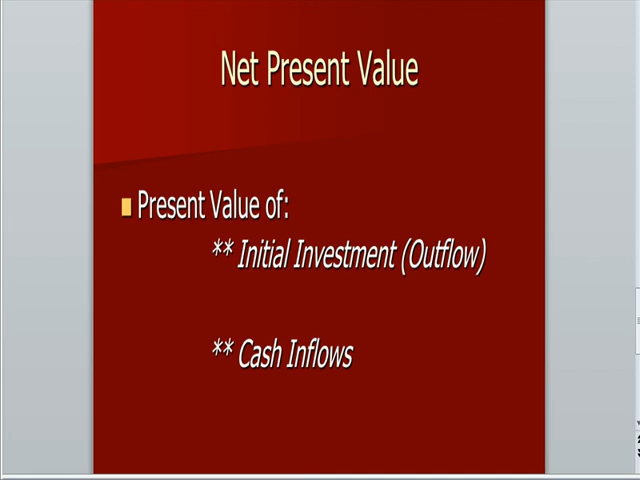 Net Present Value
Present Value of:
** Initial Investment (Outflow)
** Cash Inflows